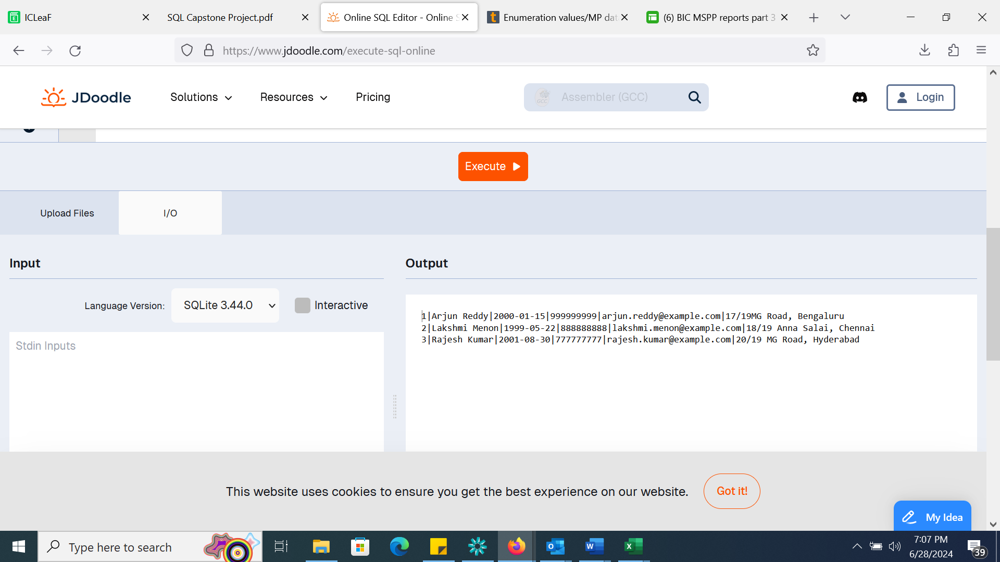 ICLeaF
SQL Capstone Project.pdf
Online SQL Editor - Online S
Enumeration values/MP dat
(6) BIC MSPP reports part 3
https://www.jdoodle.com/execute-sql-online
JDoodle
Solutions
Resources
Pricing
GCC
Assembler (GCC)
Login
Execute
Upload Files
I/O
Input
Output
Language Version:
SQLite 3.44.0
Interactive
Stdin Inputs
1|Arjun Reddy|2000-01-15|999999999|arjun.reddy@example.com|17/19MG Road, Bengaluru
2|Lakshmi Menon|1999-05-22|888888888|lakshmi.menon@example.com|18/19 Anna Salai, Chennai
3|Rajesh Kumar|2001-08-30|777777777|rajesh.kumar@example.com|20/19 MG Road, Hyderabad
This website uses cookies to ensure you get the best experience on our website.
Got it!
My Idea
Type here to search
7:07 PM
6/28/2024
39